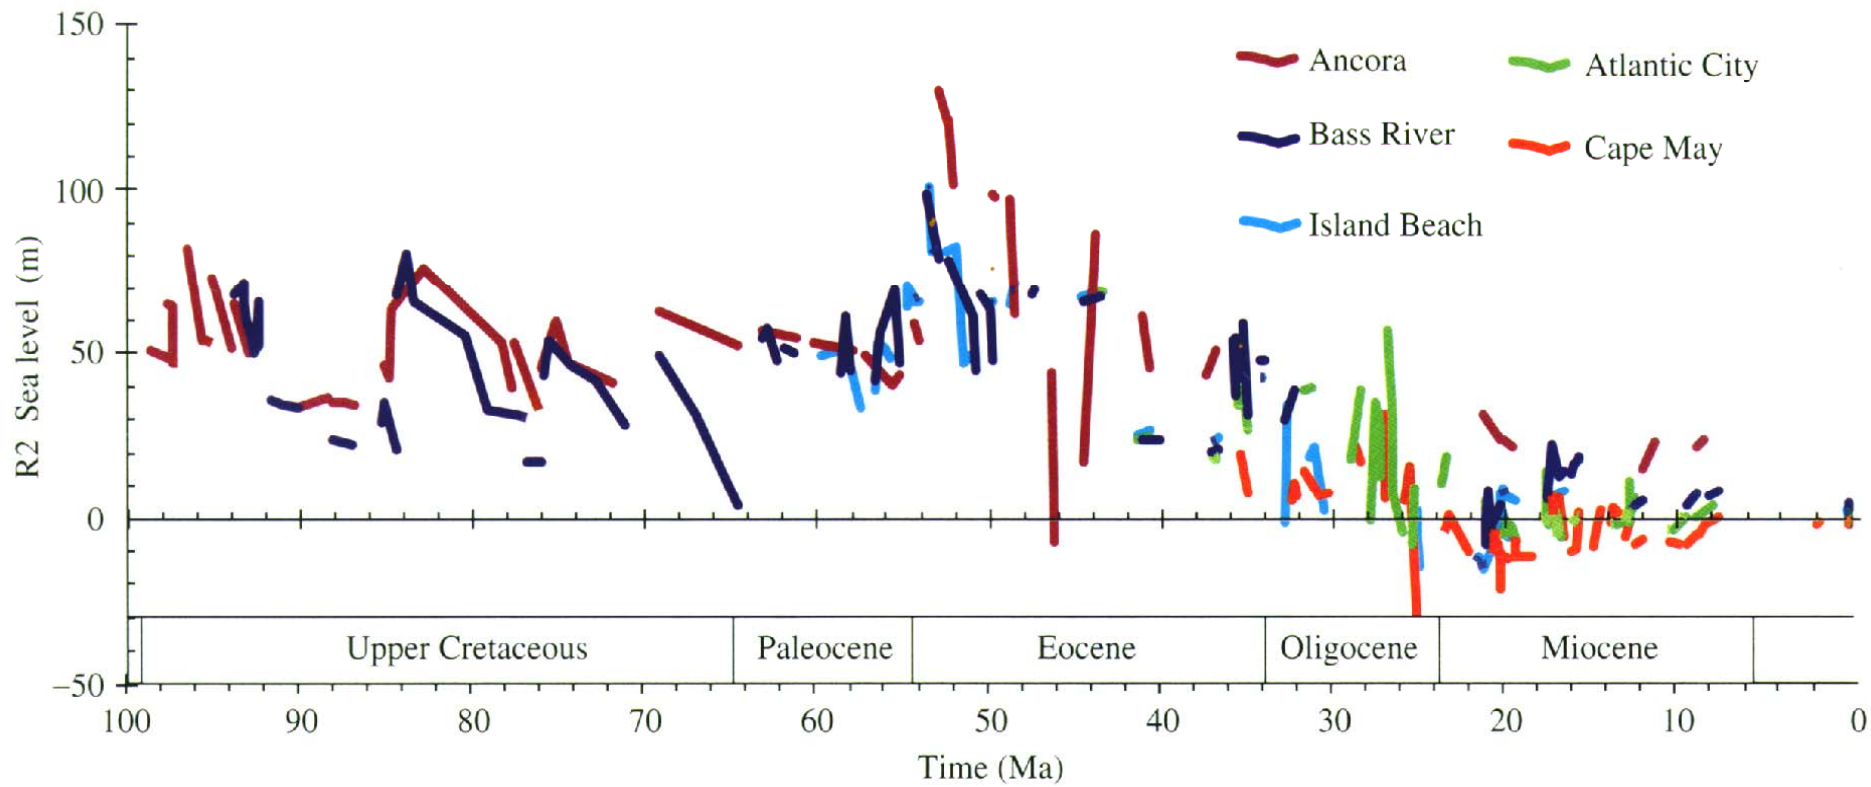 150
100
50
0
–50
R2 Sea level (m)
Ancora
Bass River
Island Beach
Atlantic City
Cape May
Upper Cretaceous
Paleocene
Eocene
Oligocene
Miocene
100 90 80 70 60 50 40 30 20 10 0
Time (Ma)